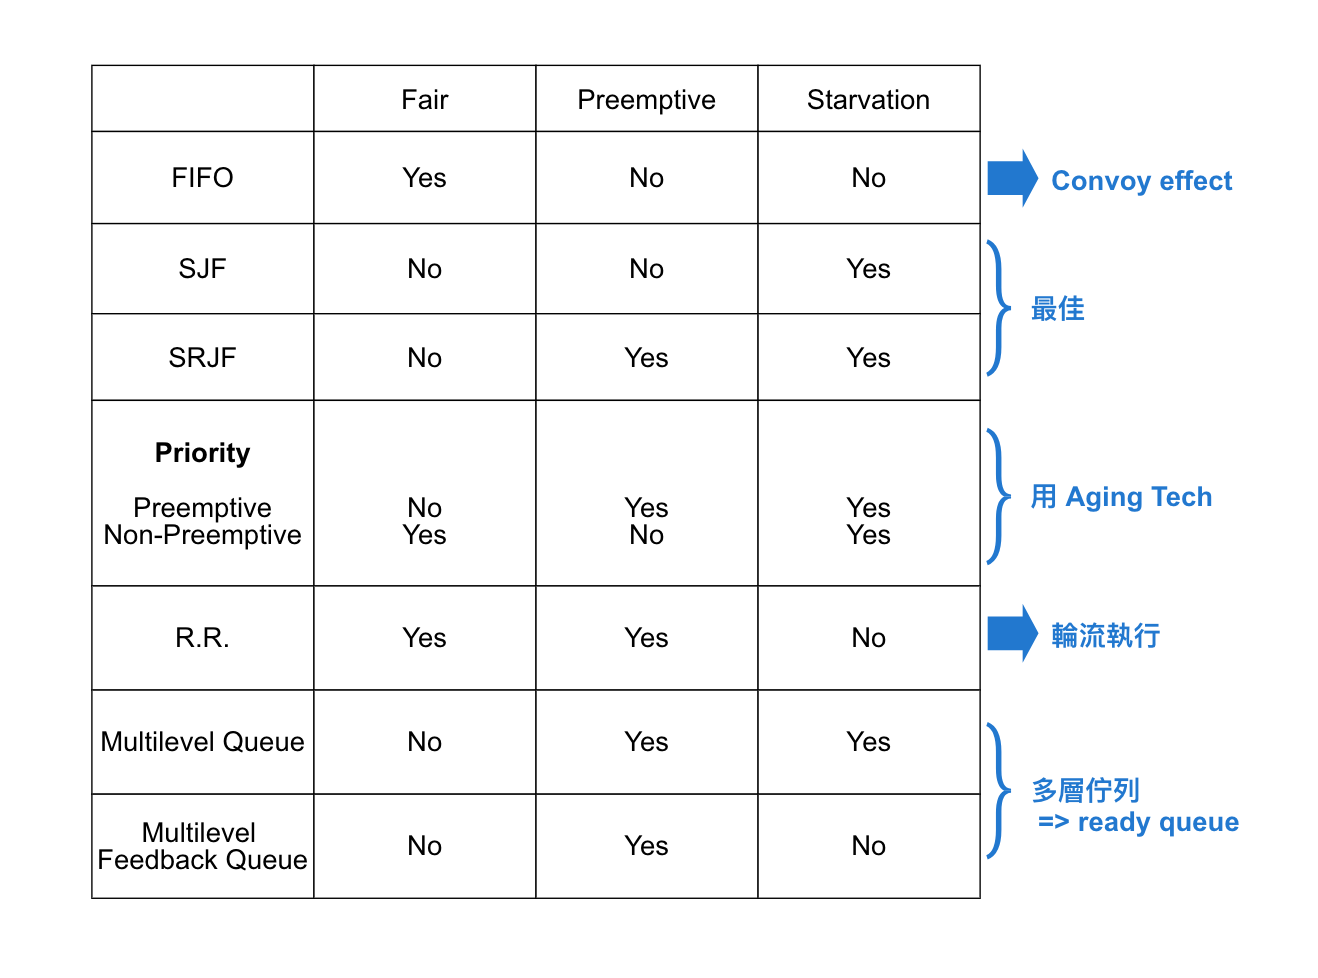 Fair Preemptive Starvation
FIFO Yes No No Convoy effect
SJF No No Yes
最佳
SRJF No Yes Yes
Priority
Preemptive No Yes Yes
用 Aging Tech
Non-Preemptive Yes No Yes
R.R. Yes Yes No 輪流執行
Multilevel Queue No Yes Yes
多層佇列
=> ready queue
Multilevel
Feedback Queue No Yes No